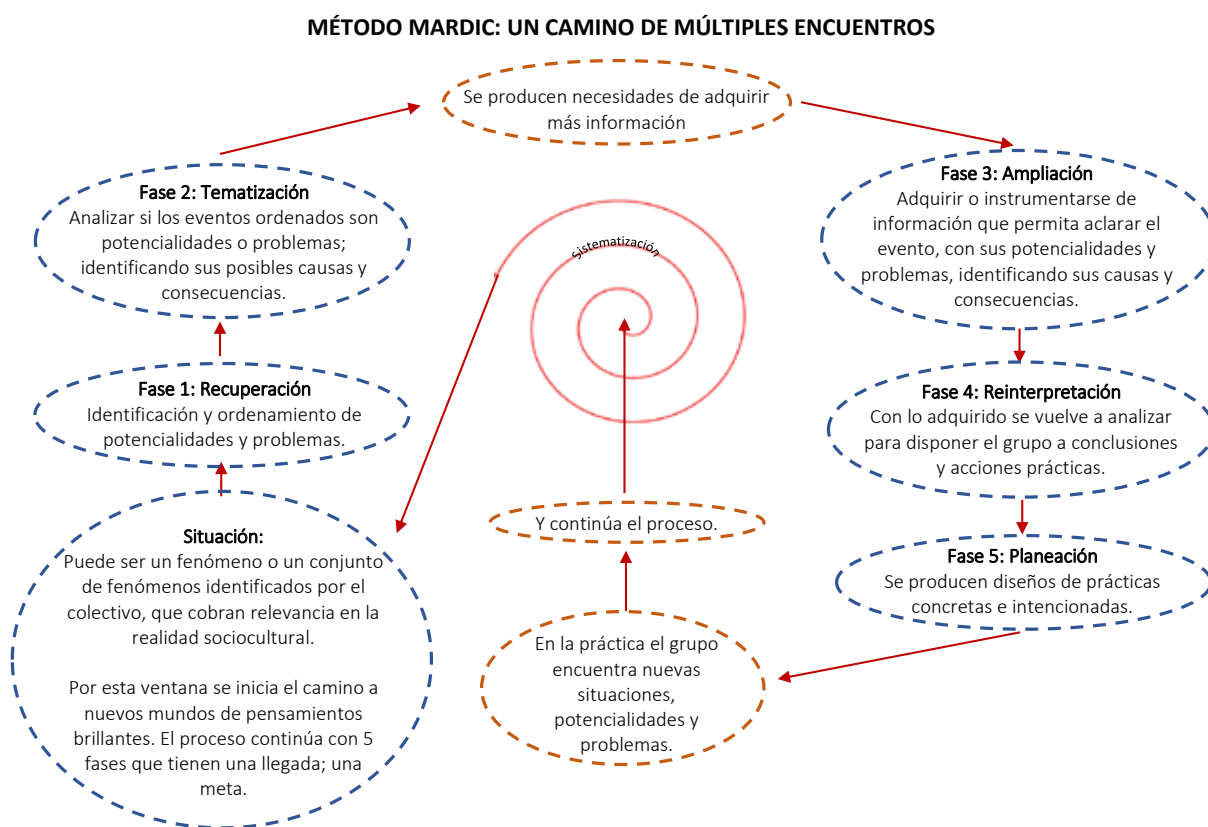 MÉTODO MARDIC: UN CAMINO DE MÚLTIPLES ENCUENTROS
Se producen necesidades de adquirir
más información
Fase 2: Tematización
Analizar si los eventos ordenados son
potencialidades o problemas;
identificando sus posibles causas y
consecuencias.
Fase 3: Ampliación
Adquirir o instrumentarse de
información que permita aclarar el
evento, con sus potencialidades y
problemas, identificando sus causas y
consecuencias.
Sistematización
Fase 1: Recuperación
Identificación y ordenamiento de
potencialidades y problemas.
Fase 4: Reinterpretación
Con lo adquirido se vuelve a analizar
para disponer el grupo a conclusiones
y acciones prácticas.
Situación:
Puede ser un fenómeno o un conjunto
de fenómenos identificados por el
colectivo, que cobran relevancia en la
realidad sociocultural.
Por esta ventana se inicia el camino a
nuevos mundos de pensamientos
brillantes. El proceso continúa con 5
fases que tienen una llegada; una
meta.
Y continúa el proceso.
Fase 5: Planeación
Se producen diseños de prácticas
concretas e intencionadas.
En la práctica el grupo
encuentra nuevas
situaciones,
potencialidades y
problemas.